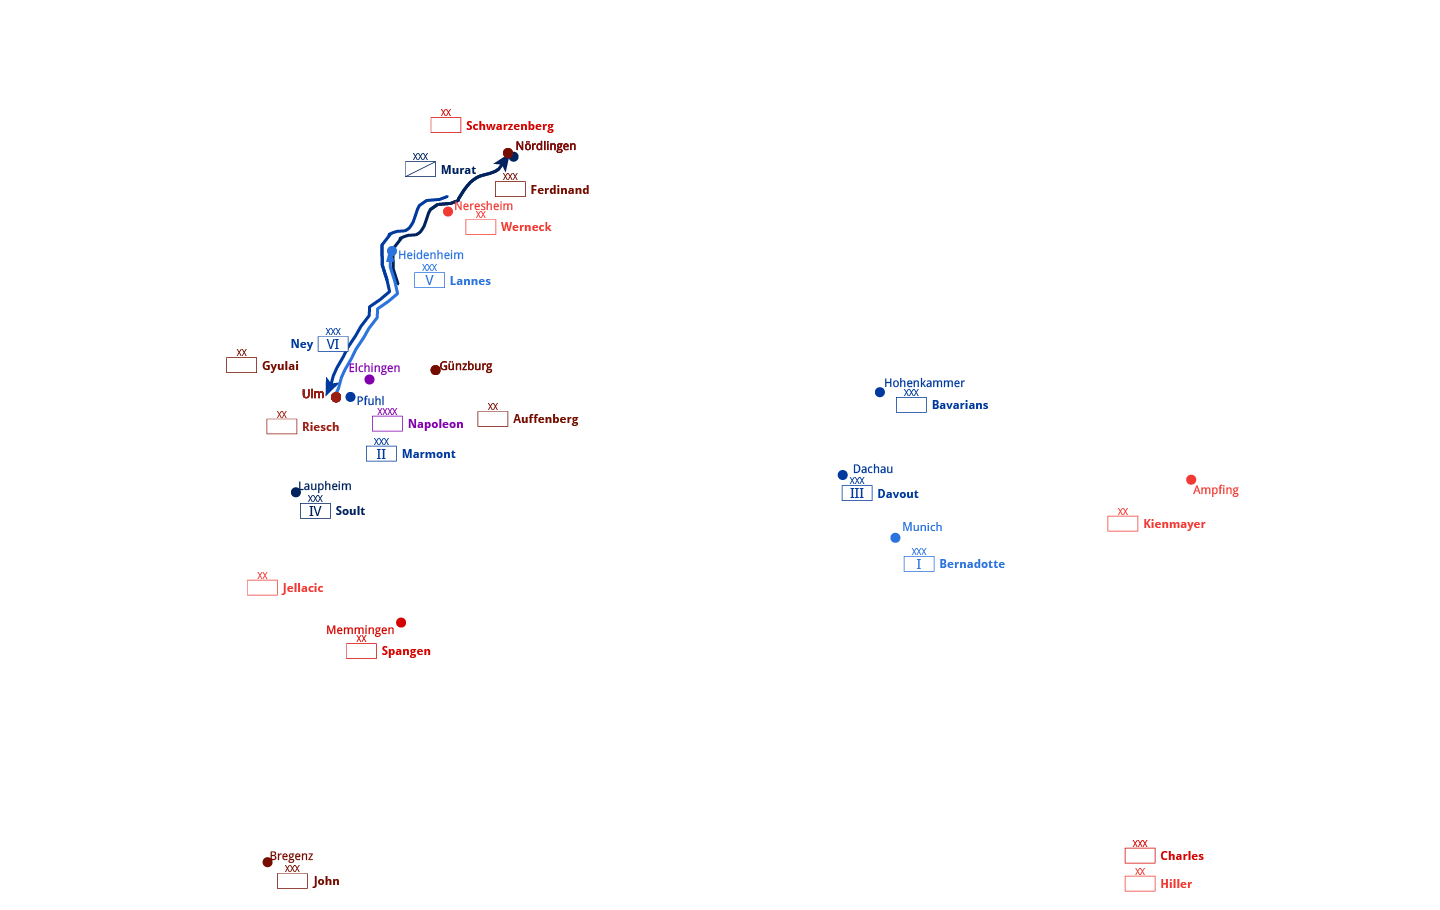 XX
Schwarzenberg
Nördlingen
XXX
Murat
XXX
Ferdinand
Neresheim
XX
Werneck
Heidenheim
XXX
V Lannes
XXX
Ney VI
XX
Gyulai
Elchingen
Günzburg
Ulm
Pfuhl
XX
Riesch
XXXX
Napoleon
XX
Auffenberg
XXX
II Marmont
Laupheim
XXX
IV Soult
Hohenkammer
XXX
Bavarians
Dachau
XXX
III Davout
Munich
XXX
I Bernadotte
Ampfing
XX
Kienmayer
XX
Jellacic
Memmingen
XX
Spangen
Bregenz
XXX
John
XXX
Charles
XX
Hiller